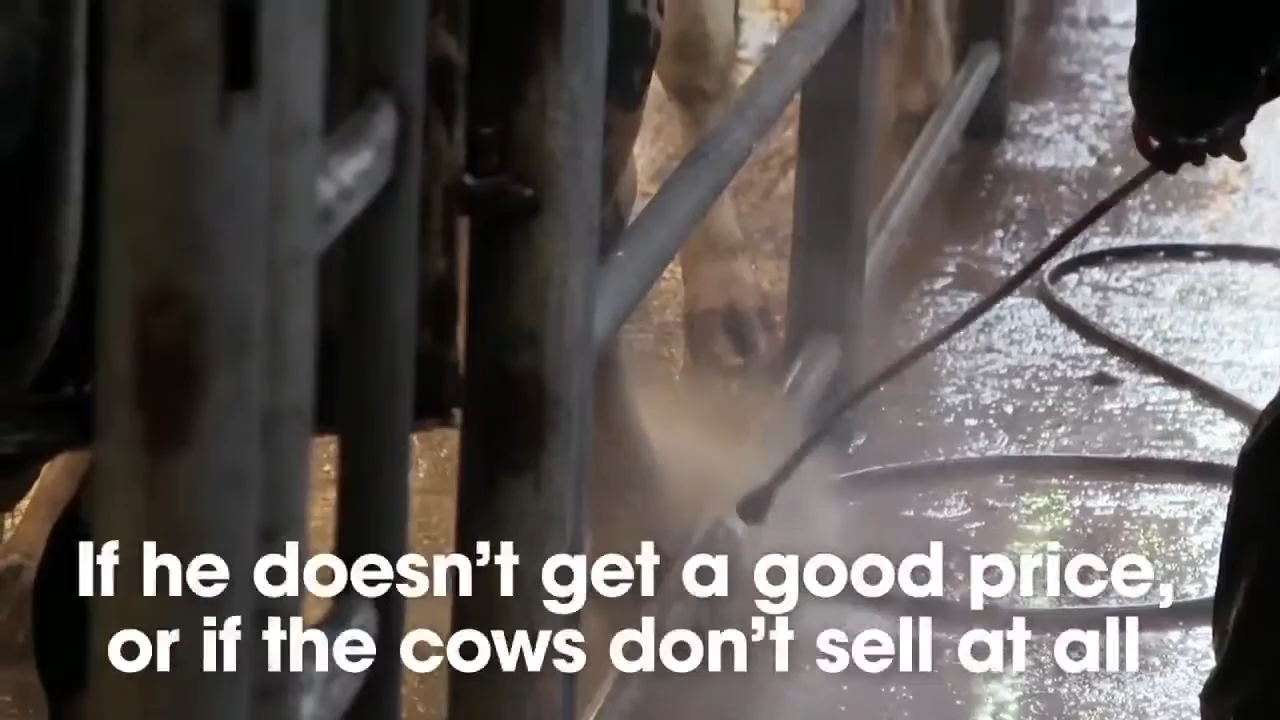 If he doesn’t get a good price,
or if the cows don’t sell at all